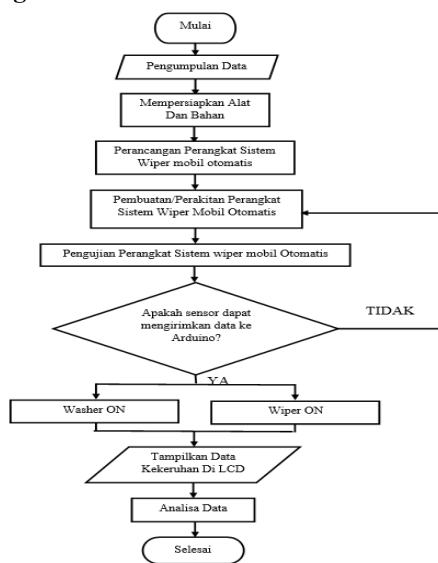 Mulai
Pengumpulan Data
Mempersiapkan Alat
Dan Bahan
Perancangan Perangkat Sistem
Wiper mobil otomatis
Pembuatan/Perakitan Perangkat
Sistem Wiper Mobil Otomatis
Pengujian Perangkat Sistem wiper mobil Otomatis
Apakah sensor dapat
mengirimkan data ke
Arduino?
TIDAK
YA
Washer ON
Wiper ON
Tampilkan Data
Kekeruhan Di LCD
Analisa Data
Selesai